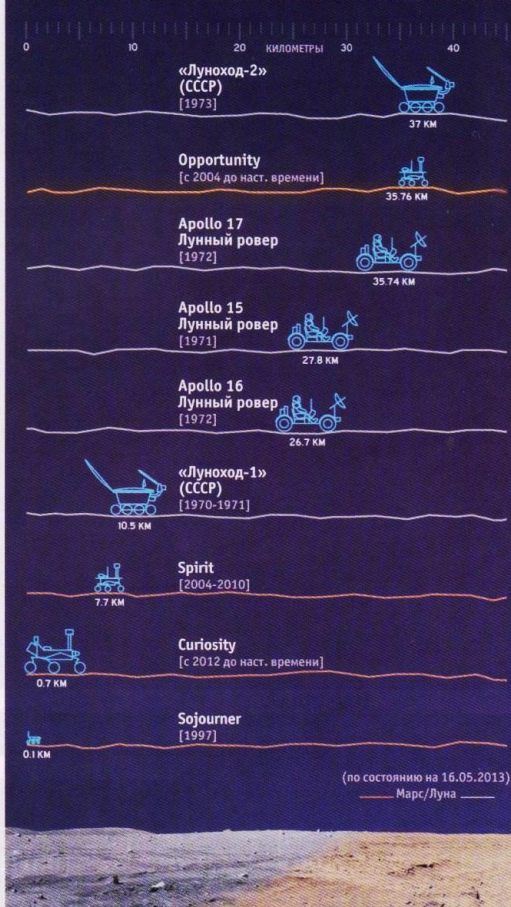 0 10 20 КИЛОМЕТРЫ 30 40
«Луноход-2»
(СССР)
[1973]
37 КМ
Opportunity
[с 2004 до наст. времени]
35.76 КМ
Apollo 17
Лунный ровер
[1972]
35.74 КМ
Apollo 15
Лунный ровер
[1971]
27.8 КМ
Apollo 16
Лунный ровер
[1972]
26.7 КМ
«Луноход-1»
(СССР)
[1970-1971]
10.5 КМ
Spirit
[2004-2010]
7.7 КМ
Curiosity
[с 2012 до наст. времени]
0.7 КМ
Sojourner
[1997]
0.1 КМ
(по состоянию на 16.05.2013)
Марс/Луна